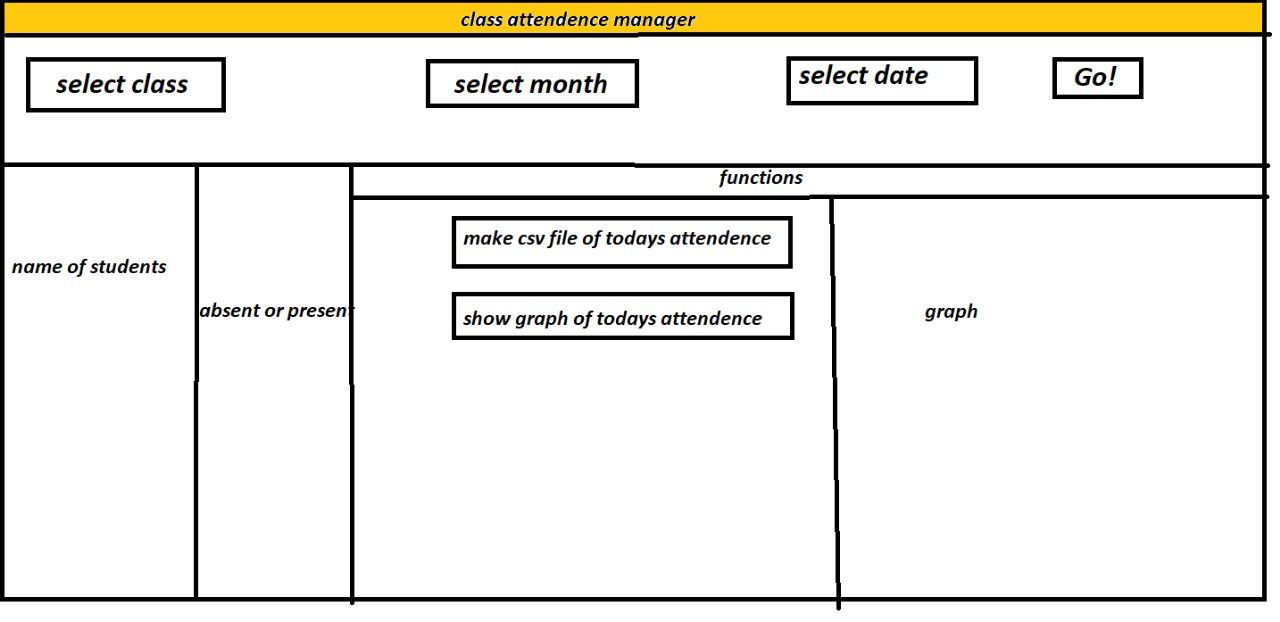 class attendence manager
select class
select month
select date
Go!
functions
name of students
absent or present
make csv file of todays attendence
show graph of todays attendence
graph